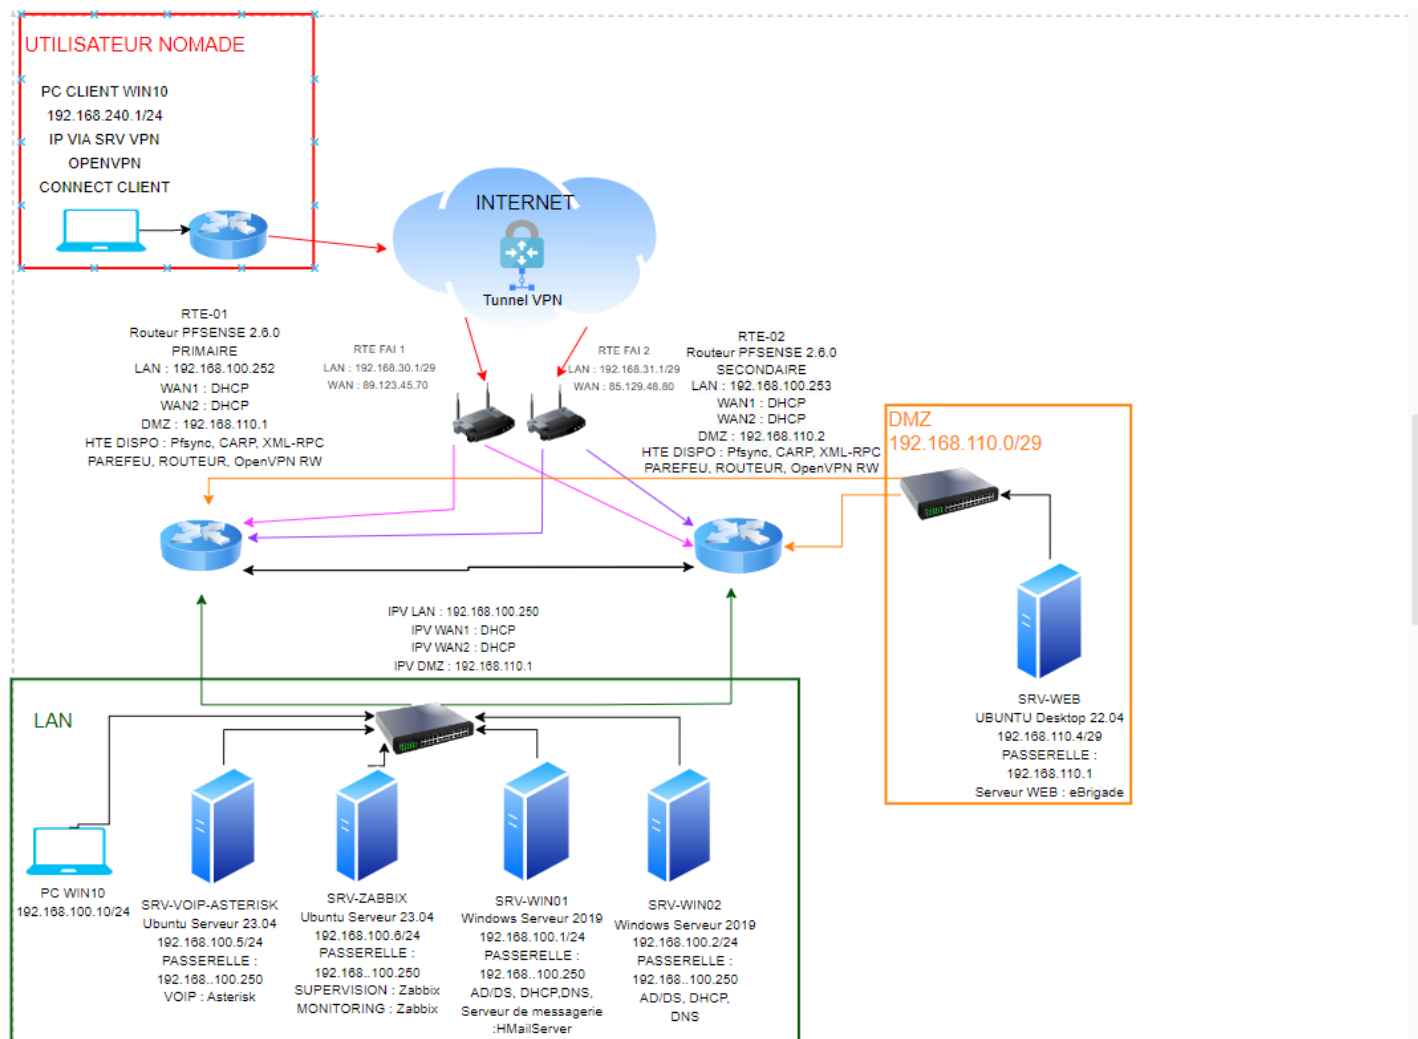 UTILISATEUR NOMADE
PC CLIENT WIN10
192.168.240.1/24
IP VIA SRV VPN
OPENVPN
CONNECT CLIENT
INTERNET
Tunnel VPN
RTE-01
Routeur PFSENSE 2.6.0
PRIMAIRE
LAN : 192.168.100.252
WAN1 : DHCP
WAN2 : DHCP
DMZ : 192.168.110.1
HTE DISPO : Pfsync, CARP, XML-RPC
PAREFEU, ROUTEUR, OpenVPN RW
RTE FAI 1
LAN : 192.168.30.1/29
WAN : 89.123.45.70
RTE FAI 2
LAN : 192.168.31.1/29
WAN : 85.129.48.80
RTE-02
Routeur PFSENSE 2.6.0
SECONDAIRE
LAN : 192.168.100.253
WAN1 : DHCP
WAN2 : DHCP
DMZ : 192.168.110.2
HTE DISPO : Pfsync, CARP, XML-RPC
PAREFEU, ROUTEUR, OpenVPN RW
DMZ
192.168.110.0/29
SRV-WEB
UBUNTU Desktop 22.04
192.168.110.4/29
PASSERELLE :
192.168.110.1
Serveur WEB : eBrigade
IPV LAN : 192.168.100.250
IPV WAN1 : DHCP
IPV WAN2 : DHCP
IPV DMZ : 192.168.110.1
LAN
PC WIN10
192.168.100.10/24
SRV-VOIP-ASTERISK
Ubuntu Serveur 23.04
192.168.100.5/24
PASSERELLE :
192.168..100.250
VOIP : Asterisk
SRV-ZABBIX
Ubuntu Serveur 23.04
192.168.100.6/24
PASSERELLE :
192.168..100.250
SUPERVISION : Zabbix
MONITORING : Zabbix
SRV-WIN01
Windows Serveur 2019
192.168.100.1/24
PASSERELLE :
192.168..100.250
AD/DS, DHCP,DNS,
Serveur de messagerie
:HMailServer
SRV-WIN02
Windows Serveur 2019
192.168.100.2/24
PASSERELLE :
192.168..100.250
AD/DS, DHCP,
DNS